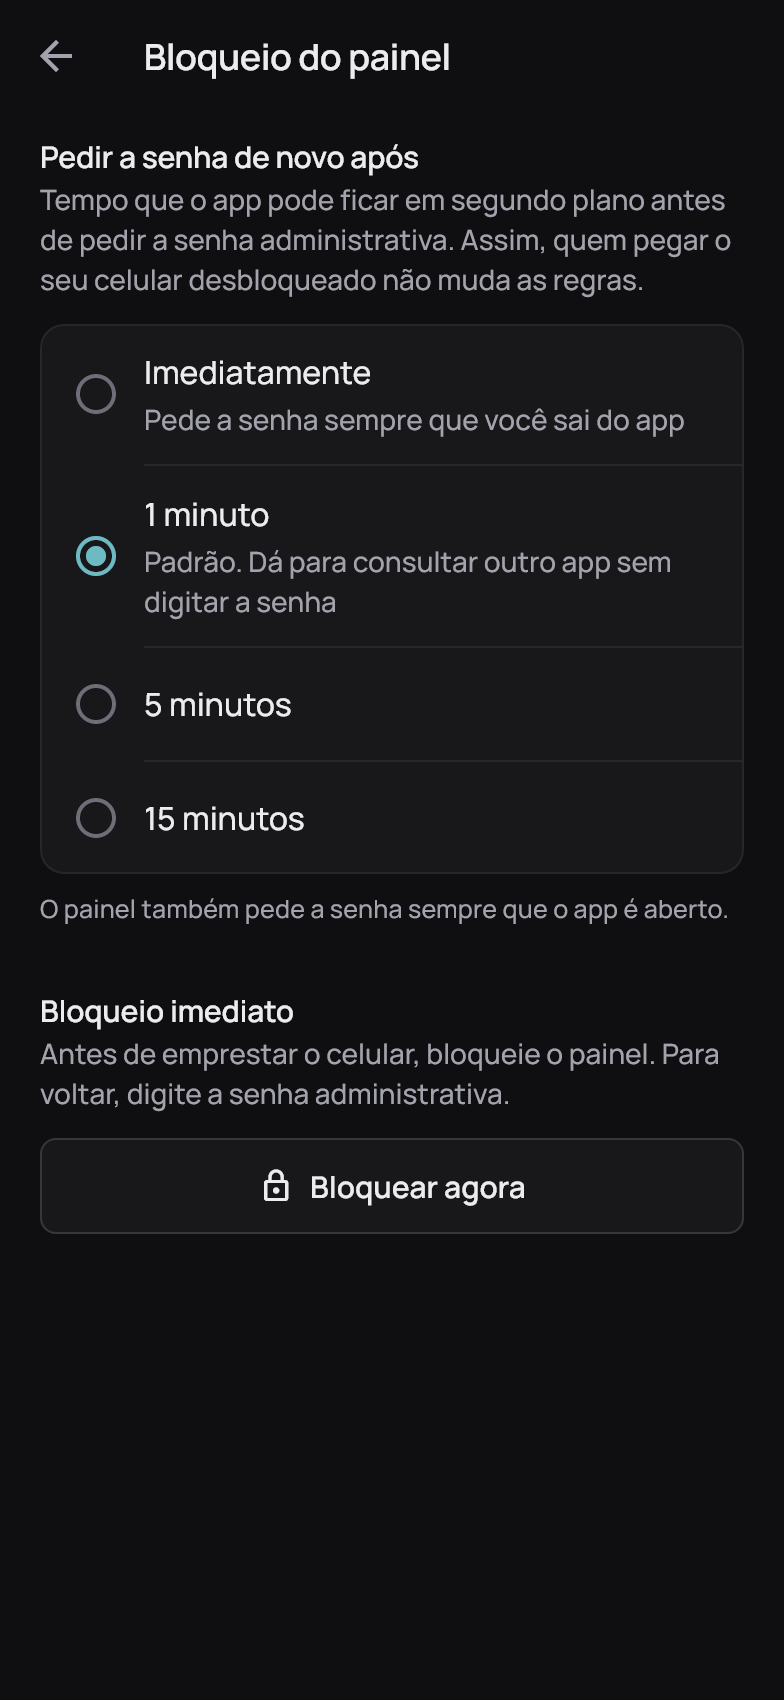 Bloqueio do painel
Pedir a senha de novo após
Tempo que o app pode ficar em segundo plano antes
de pedir a senha administrativa. Assim, quem pegar o
seu celular desbloqueado não muda as regras.
Imediatamente
Pede a senha sempre que você sai do app
1 minuto
Padrão. Dá para consultar outro app sem
digitar a senha
5 minutos
15 minutos
O painel também pede a senha sempre que o app é aberto.
Bloqueio imediato
Antes de emprestar o celular, bloqueie o painel. Para
voltar, digite a senha administrativa.
Bloquear agora